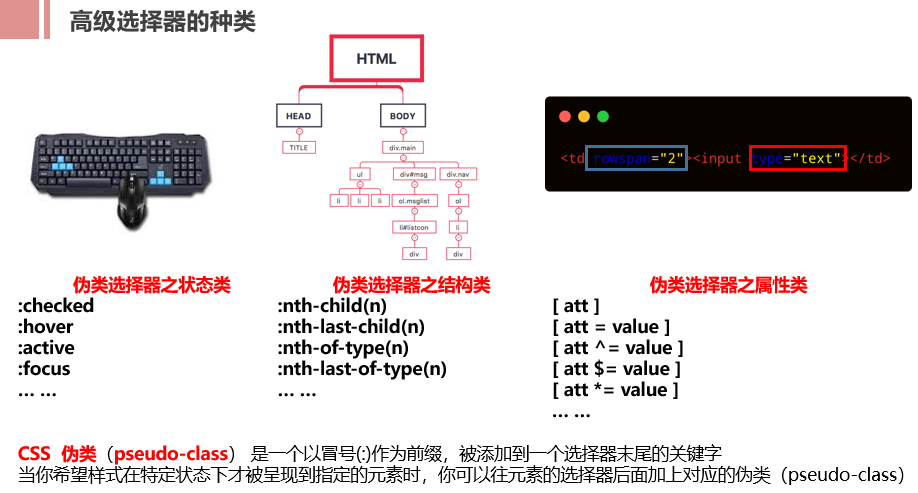 高级选择器的种类
HTML
HEAD
BODY
TITLE
div.main
ul
div#msg
div.nav
li
li
li
ol.msglist
ol
li#listcon
li
div
div
<td rowspan="2"><input type="text"></td>
伪类选择器之状态类
:checked
:hover
:active
:focus
... ...
伪类选择器之结构类
:nth-child(n)
:nth-last-child(n)
:nth-of-type(n)
:nth-last-of-type(n)
... ...
伪类选择器之属性类
[ att ]
[ att = value ]
[ att ^= value ]
[ att $= value ]
[ att *= value ]
... ...
CSS 伪类（pseudo-class） 是一个以冒号(:)作为前缀，被添加到一个选择器末尾的关键字
当你希望样式在特定状态下才被呈现到指定的元素时，你可以往元素的选择器后面加上对应的伪类（pseudo-class）